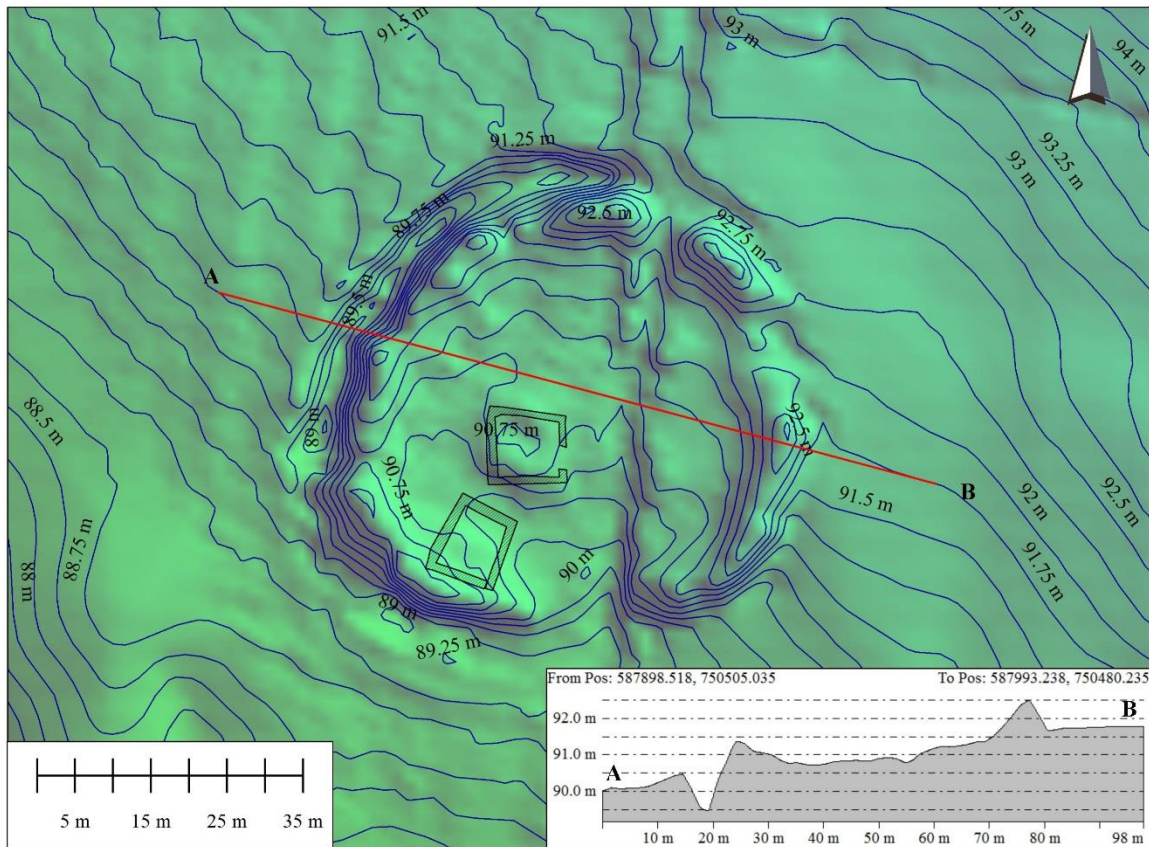 91.5 m
93 m
93.75 m
94 m
91.25 m
93.25 m
93 m
89.75 m
92.5 m
92.75 m
A
89.5 m
88.5 m
89 m
90.75 m
92.5 m
90.75 m
B
91.5 m
92 m
92.5 m
88.75 m
88 m
90 m
91.75 m
89 m
89.25 m
From Pos: 587898.518, 750505.035 To Pos: 587993.238, 750480.235
92.0 m
B
91.0 m
A
90.0 m
10 m 20 m 30 m 40 m 50 m 60 m 70 m 80 m 98 m
5 m 15 m 25 m 35 m